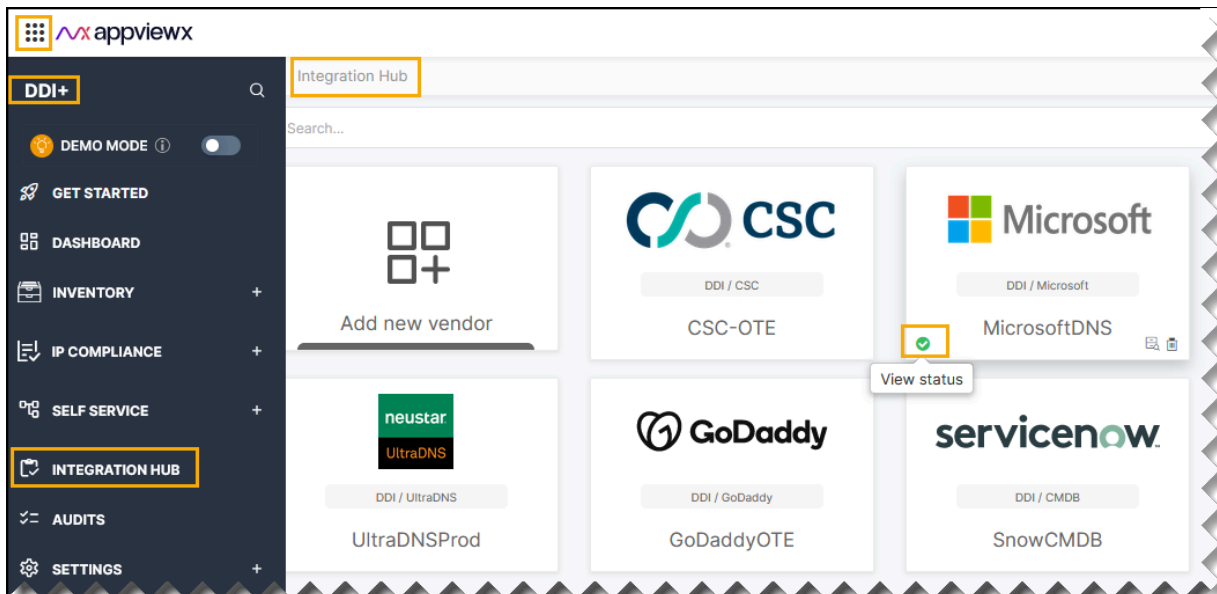 appviewx
DDI+
Integration Hub
DEMO MODE
Search...
GET STARTED
DASHBOARD
INVENTORY +
IP COMPLIANCE +
SELF SERVICE +
INTEGRATION HUB
AUDITS
SETTINGS +
Add new vendor
CSC
DDI / CSC
CSC-OTE
Microsoft
DDI / Microsoft
MicrosoftDNS
View status
neustar
UltraDNS
DDI / UltraDNS
UltraDNSProd
GoDaddy
DDI / GoDaddy
GoDaddyOTE
servicenow
DDI / CMDB
SnowCMDB